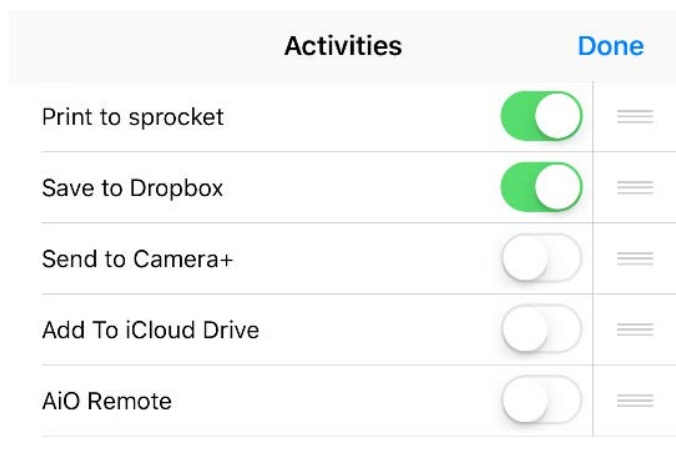 Activities Done
Print to sprocket
Save to Dropbox
Send to Camera+
Add To iCloud Drive
AiO Remote